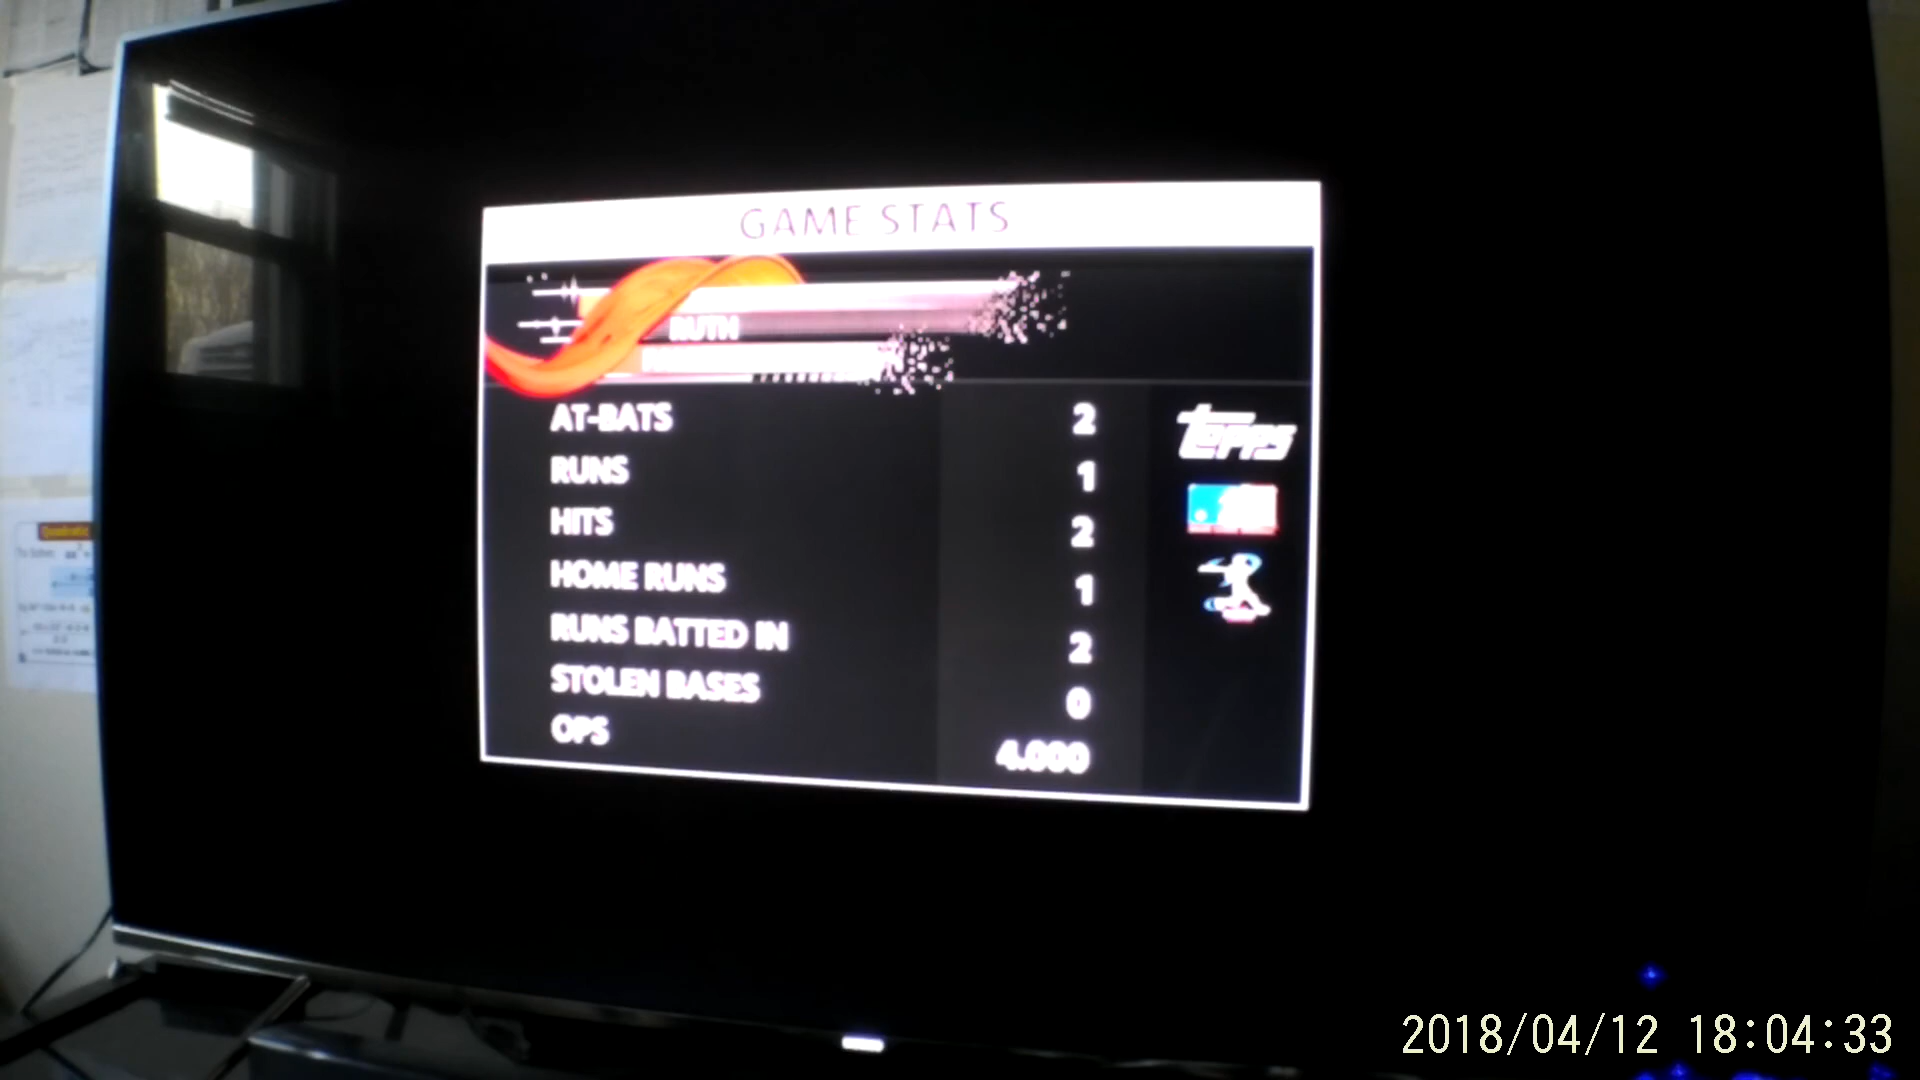 GAME STATS
RUTH
AT-BATS 2
RUNS 1
HITS 2
HOME RUNS 1
RUNS BATTED IN 2
STOLEN BASES 0
OPS 4.000
Topps
Quadratic
2018/04/12 18:04:33